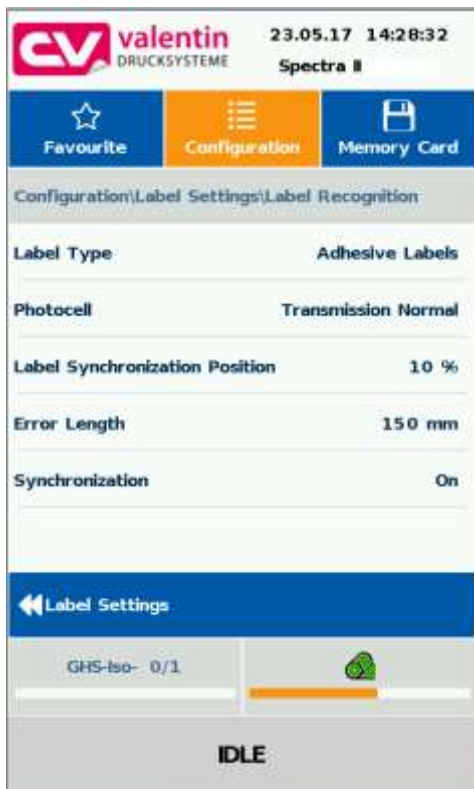 CV valentin
DRUCKSYSTEME
23.05.17 14:28:32
Spectra II
Favourite Configuration Memory Card
Configuration\Label Settings\Label Recognition
Label Type Adhesive Labels
Photocell Transmission Normal
Label Synchronization Position 10 %
Error Length 150 mm
Synchronization On
Label Settings
GHS-Iso- 0/1
IDLE